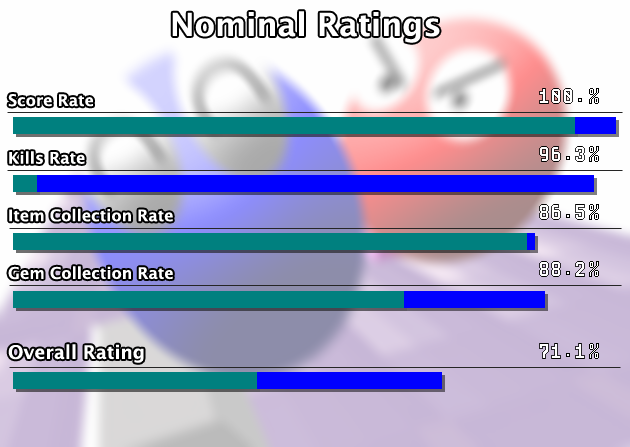 Nominal Ratings
Score Rate 100.%
Kills Rate 96.3%
Item Collection Rate 86.5%
Gem Collection Rate 88.2%
Overall Rating 71.1%